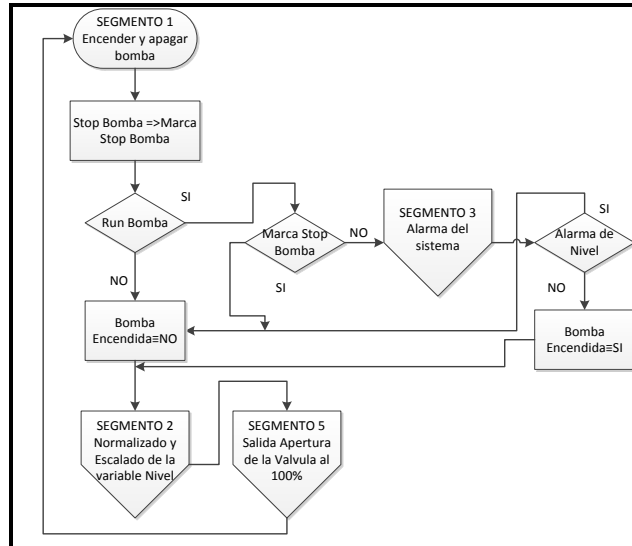 SEGMENTO 1
Encender y apagar
bomba
Stop Bomba =>Marca
Stop Bomba
SI
Run Bomba
NO
Marca Stop
Bomba
NO
SI
SEGMENTO 3
Alarma del
sistema
SI
Alarma de
Nivel
NO
Bomba
Encendida≡NO
Bomba
Encendida≡SI
SEGMENTO 2
Normalizado y
Escalado de la
variable Nivel
SEGMENTO 5
Salida Apertura
de la Valvula al
100%